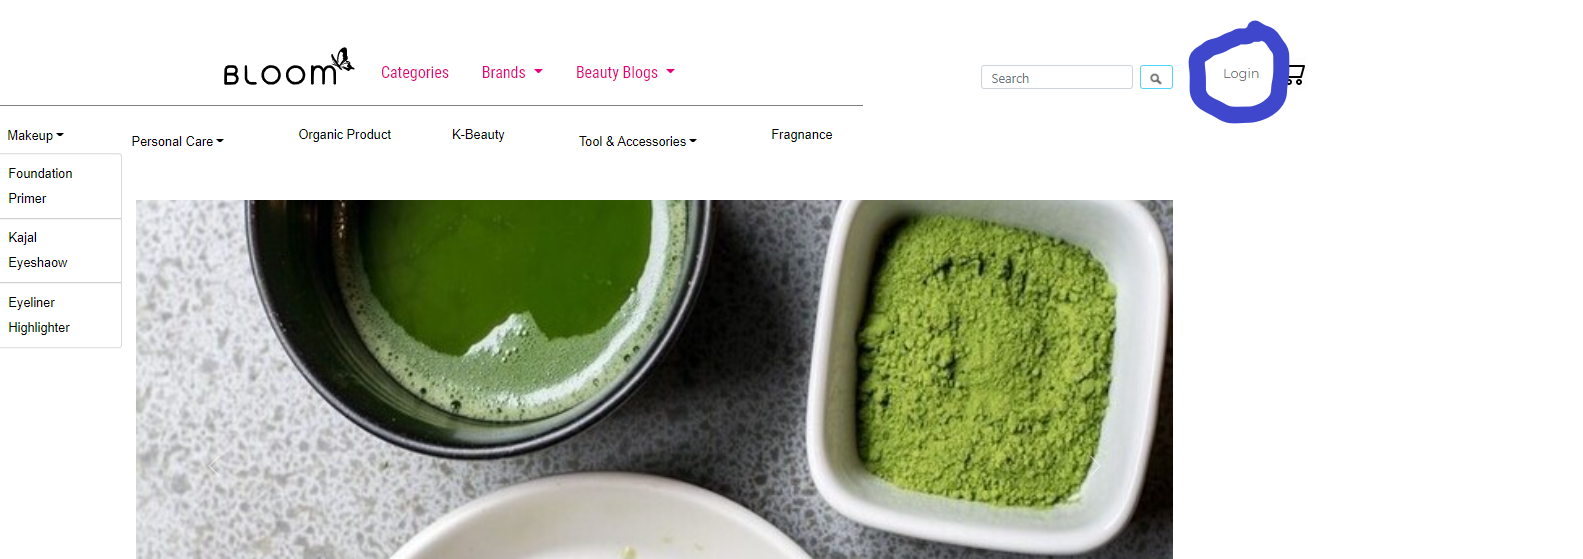 BLOOM Categories Brands Beauty Blogs Search Login
Makeup Personal Care Organic Product K-Beauty Tool & Accessories Fragnance
Foundation
Primer
Kajal
Eyeshaow
Eyeliner
Highlighter